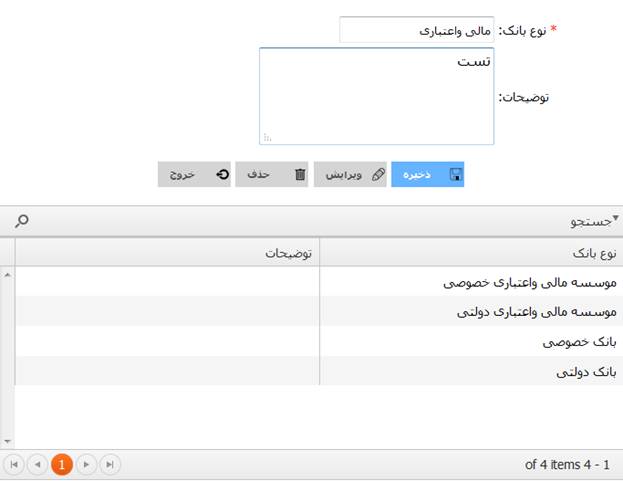 * نوع بانک: مالی واعتباری
توضیحات: تست
ذخیره ویرایش حذف خروج
جستجو
نوع بانک توضیحات
موسسه مالی واعتباری خصوصی
موسسه مالی واعتباری دولتی
بانک خصوصی
بانک دولتی
1 of 4 items 4 - 1